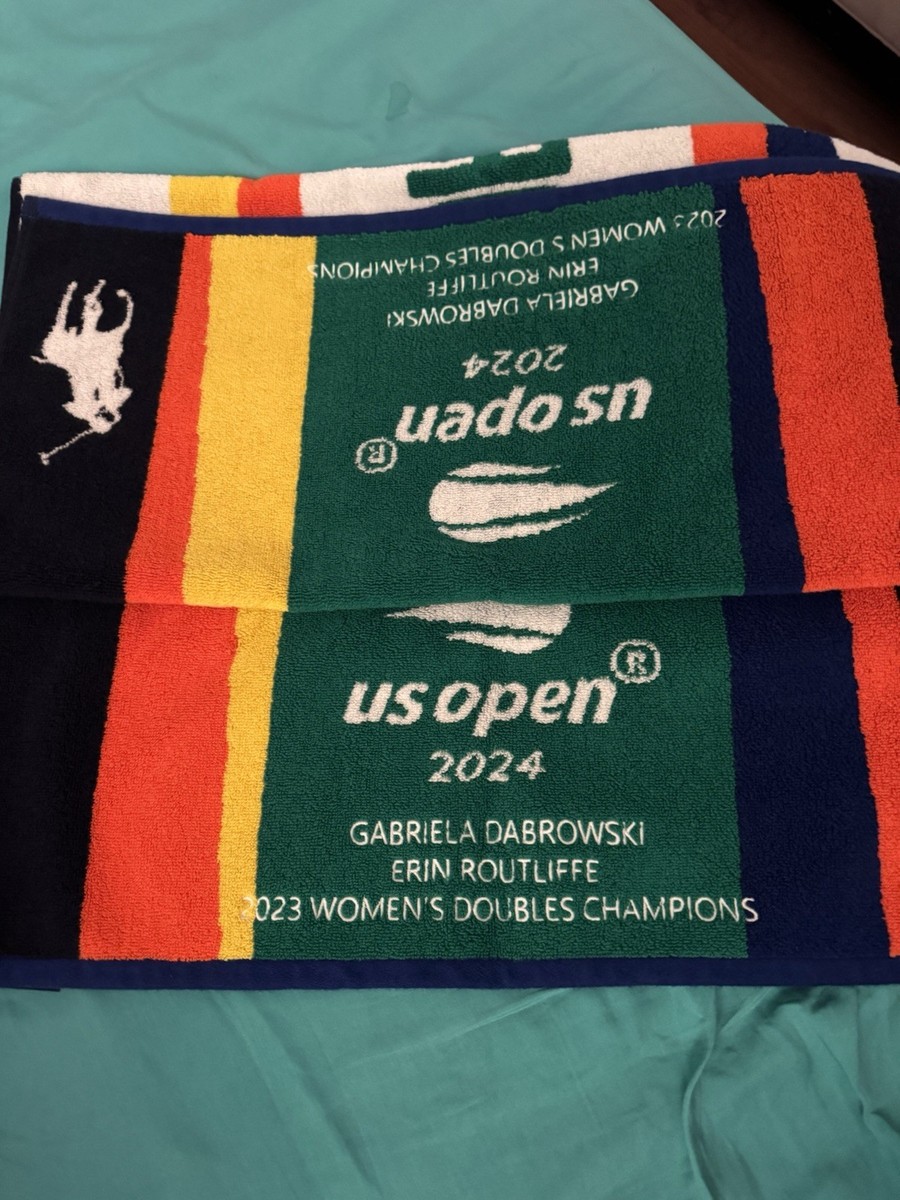 2023 WOMEN'S DOUBLES CHAMPIONS
ERIN ROUTLIFFE
GABRIELA DABROWSKI
2024
us open®
us open®
2024
GABRIELA DABROWSKI
ERIN ROUTLIFFE
2023 WOMEN'S DOUBLES CHAMPIONS